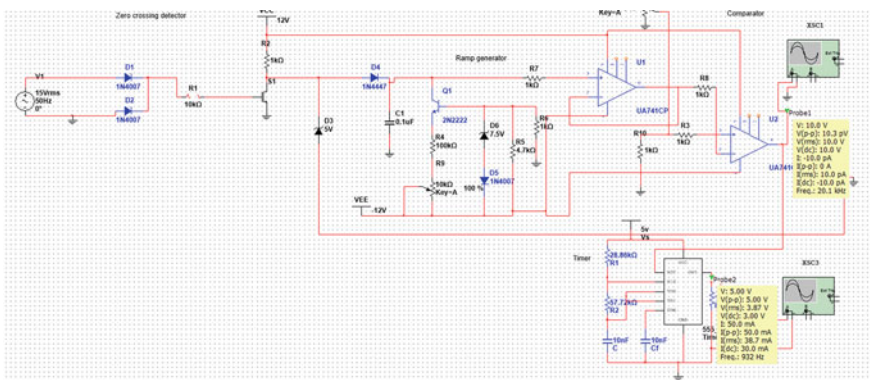 Zero crossing detector
VCC
12V
Key=A
Comparator
XSC1
R2
1kΩ
Ramp generator
D4
1N4447
R7
1kΩ
U1
UA741CP
R8
1kΩ
V1
15Vrms
50Hz
0°
D1
1N4007
D2
1N4007
R1
10kΩ
S1
Q1
2N2222
C1
0.1uF
D3
5V
R4
100kΩ
R9
10kΩ
Key=A
100 %
D6
7.5V
D5
1N4007
R5
4.7kΩ
R6
1kΩ
R10
1kΩ
R3
1kΩ
U2
Probe1
V: 10.0 V
V(p-p): 10.3 pV
V(rms): 10.0 V
V(dc): 10.0 V
I: -10.0 pA
I(p-p): 0 A
I(rms): 10.0 pA
I(dc): -10.0 pA
Freq.: 20.1 kHz
VEE
-12V
5v
Vs
Timer
28.86kΩ
R1
57.72kΩ
R2
10nF
C
10nF
Cf
XSC3
Probe2
V: 5.00 V
V(p-p): 5.00 V
V(rms): 3.87 V
V(dc): 3.00 V
I: 50.0 mA
I(p-p): 50.0 mA
I(rms): 38.7 mA
I(dc): 30.0 mA
Freq.: 932 Hz